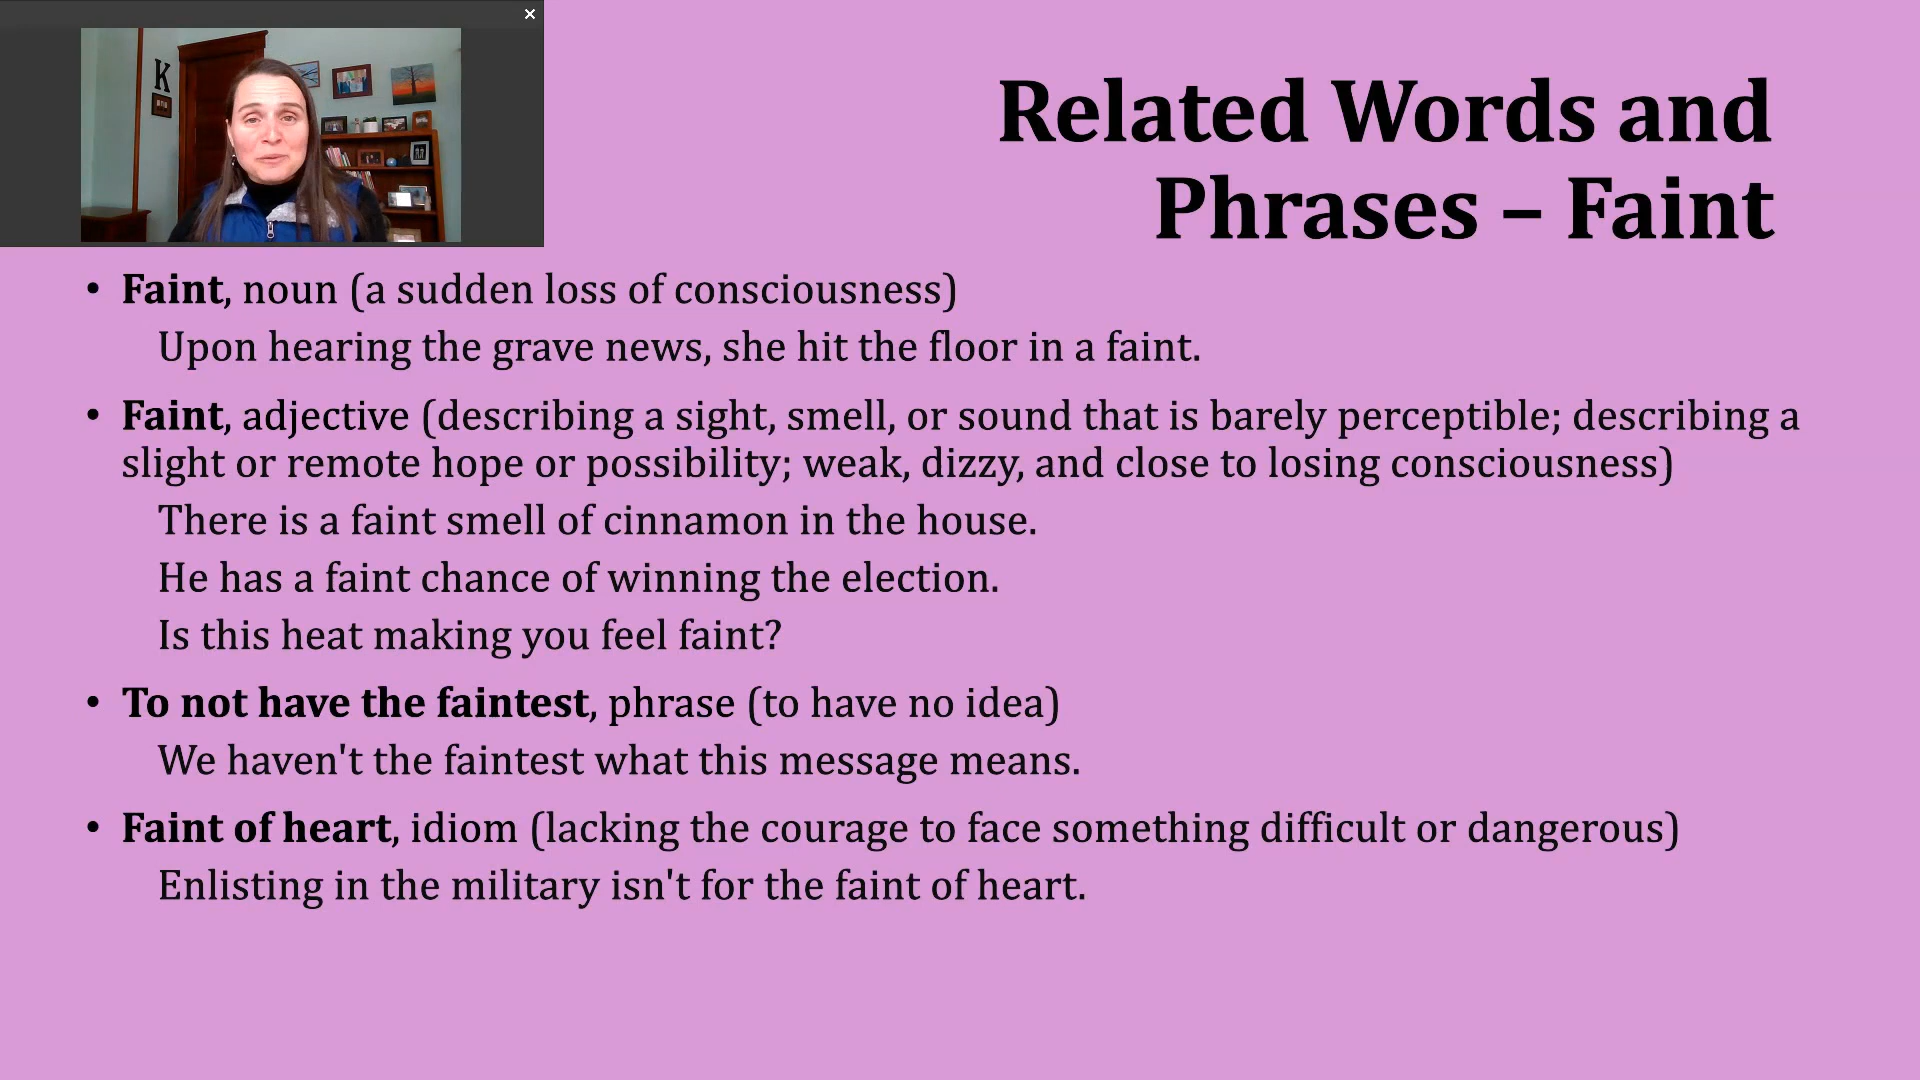 K
Related Words and
Phrases – Faint
• Faint, noun (a sudden loss of consciousness)
Upon hearing the grave news, she hit the floor in a faint.
• Faint, adjective (describing a sight, smell, or sound that is barely perceptible; describing a
slight or remote hope or possibility; weak, dizzy, and close to losing consciousness)
There is a faint smell of cinnamon in the house.
He has a faint chance of winning the election.
Is this heat making you feel faint?
• To not have the faintest, phrase (to have no idea)
We haven't the faintest what this message means.
• Faint of heart, idiom (lacking the courage to face something difficult or dangerous)
Enlisting in the military isn't for the faint of heart.